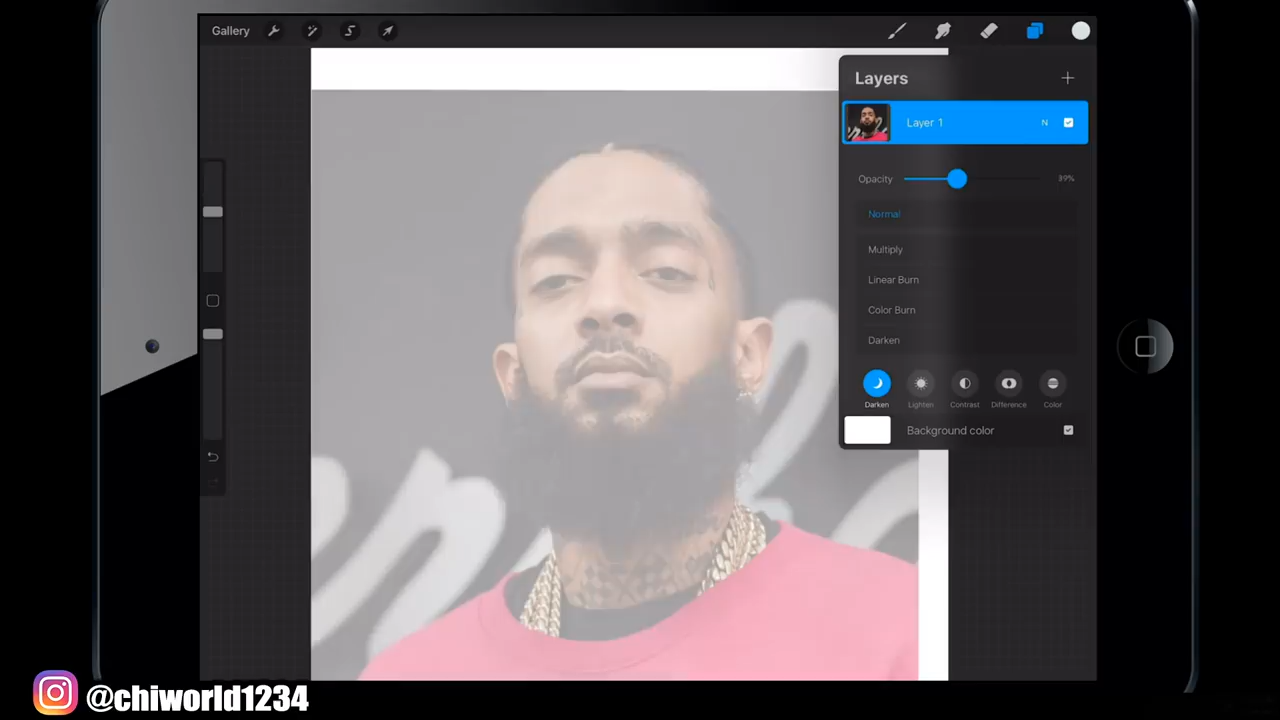 Gallery
Layers
Layer 1
N
Opacity
39%
Normal
Multiply
Linear Burn
Color Burn
Darken
Darken
Lighten
Contrast
Difference
Color
Background color
@chiworld1234